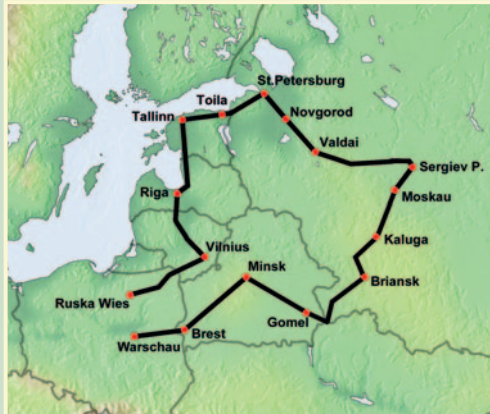 St.Petersburg
Toila
Tallinn
Novgorod
Valdai
Sergiev P.
Moskau
Riga
Kaluga
Vilnius
Minsk
Briansk
Ruska Wies
Gomel
Brest
Warschau